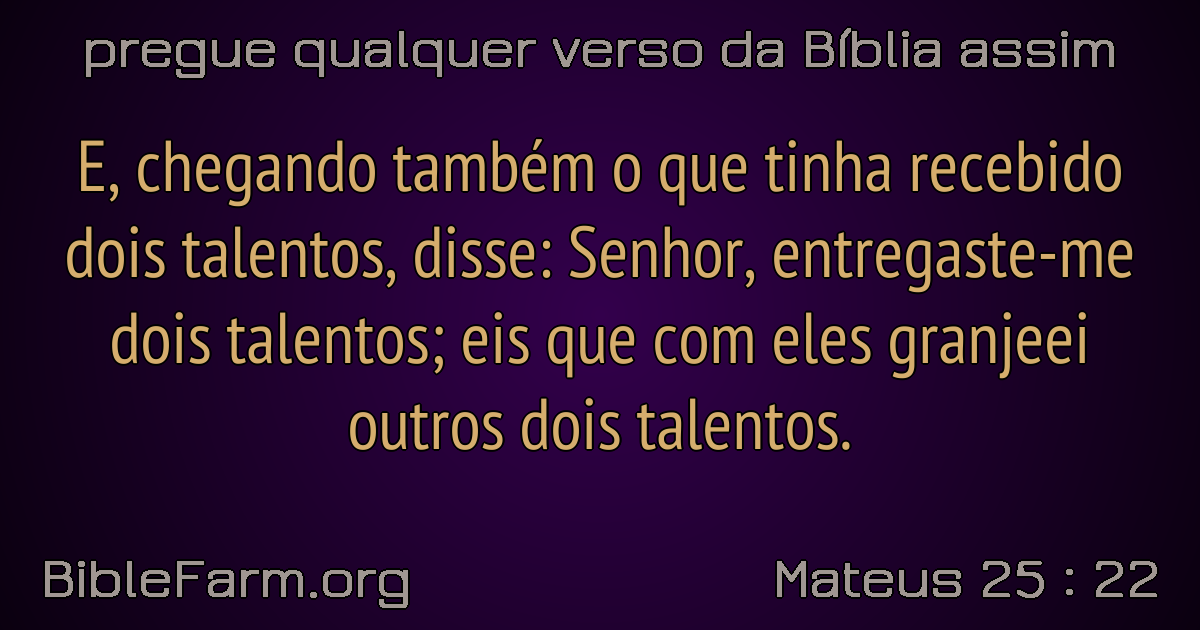 pregue qualquer verso da Bíblia assim
E, chegando também o que tinha recebido
dois talentos, disse: Senhor, entregaste-me
dois talentos; eis que com eles granjeei
outros dois talentos.
BibleFarm.org
Mateus 25 : 22